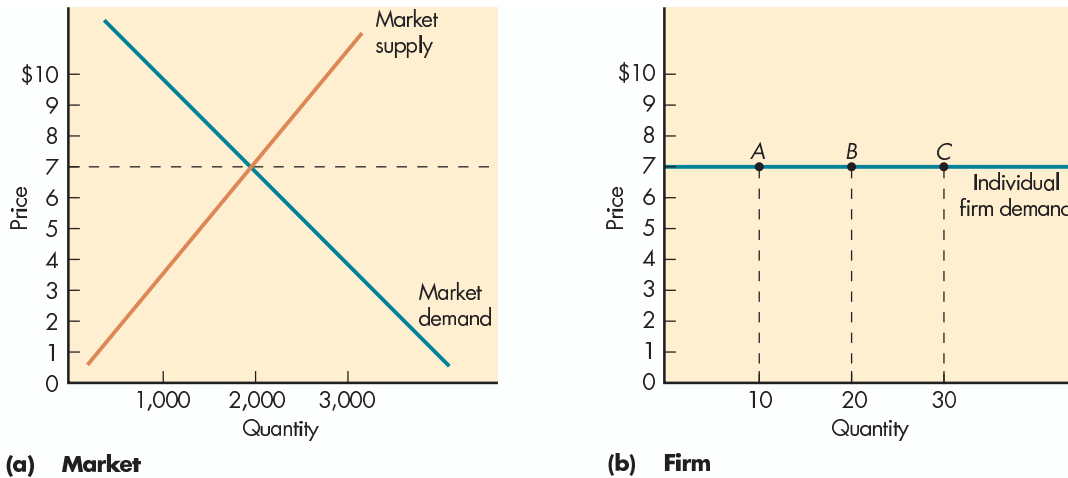 Market
supply
$10
9
8
7
6
5
4
3
2
1
0
Price
Market
demand
1,000 2,000 3,000
Quantity
(a) Market
$10
9
8
7
6
5
4
3
2
1
0
Price
A B C
Individual
firm demand
10 20 30
Quantity
(b) Firm